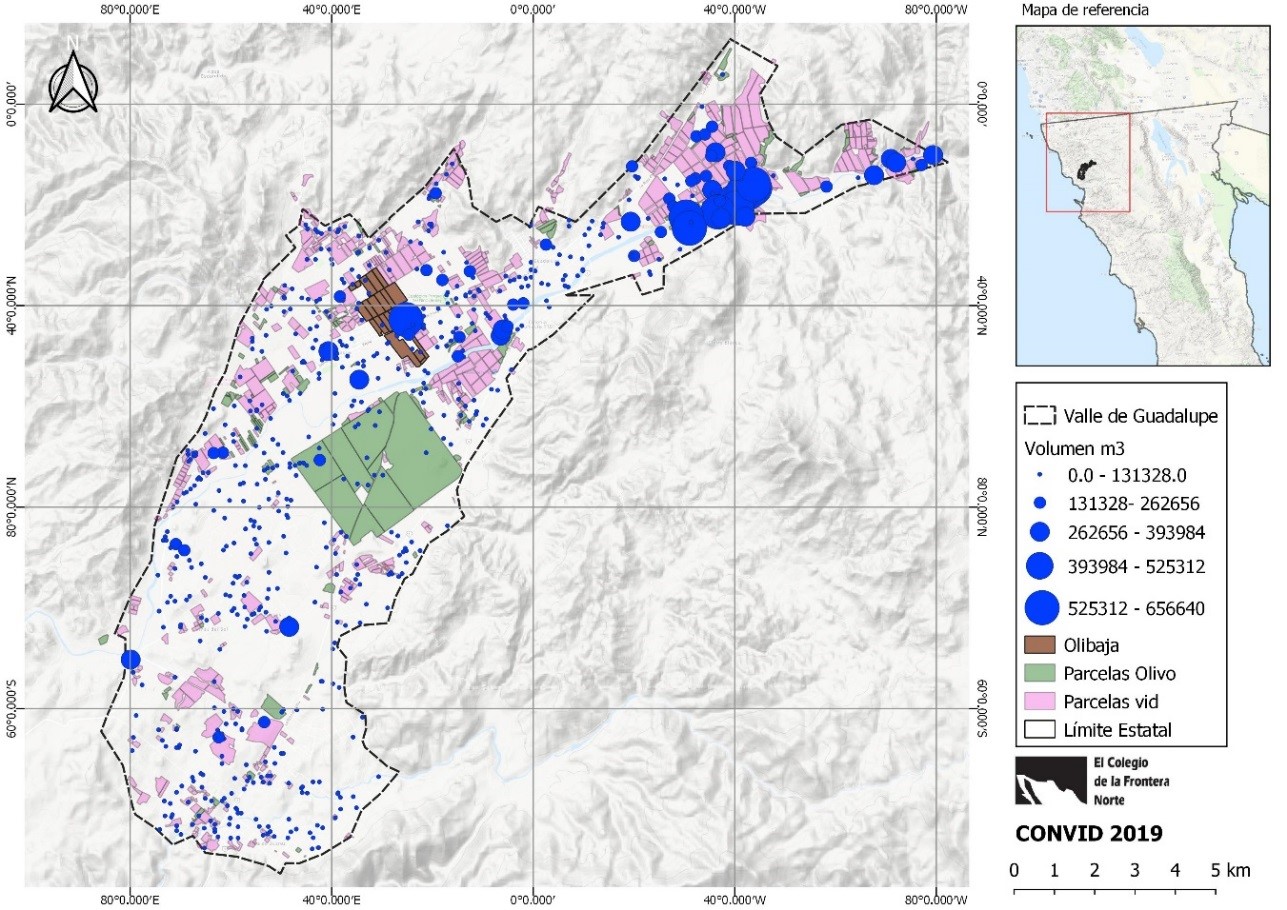 80°0.000'E 40°0.000'E 0°0.000' 40°0.000'W 80°0.000'W
N
0°0.000'
40°0.000'N
80°0.000'N
60°0.000'S
0°0.000'
40°0.000'N
80°0.000'N
60°0.000'S
80°0.000'E 40°0.000'E 0°0.000' 40°0.000'W 80°0.000'W
Mapa de referencia
Valle de Guadalupe
Volumen m3
0.0 - 131328.0
131328- 262656
262656 - 393984
393984 - 525312
525312 - 656640
Olibaja
Parcelas Olivo
Parcelas vid
Límite Estatal
El Colegio
de la Frontera
Norte
CONVID 2019
0 1 2 3 4 5 km